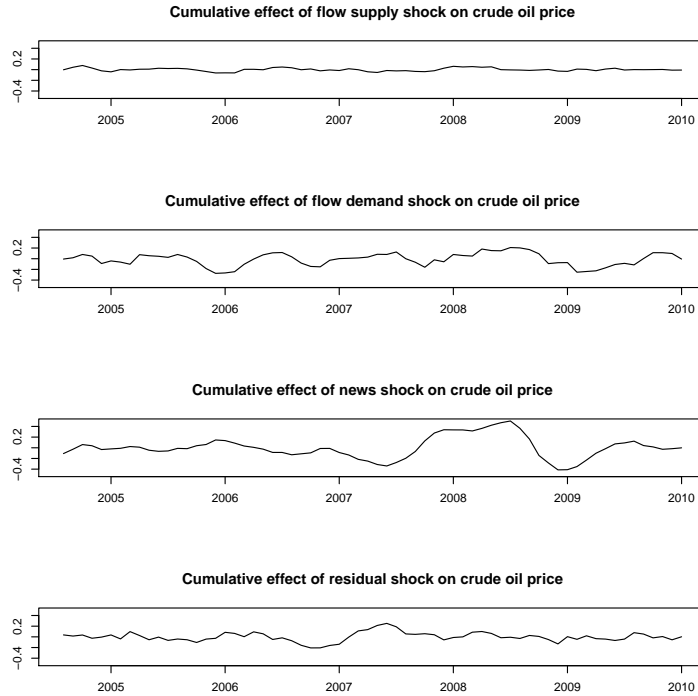 Cumulative effect of flow supply shock on crude oil price
0.2
−0.4
2005 2006 2007 2008 2009 2010
Cumulative effect of flow demand shock on crude oil price
0.2
−0.4
2005 2006 2007 2008 2009 2010
Cumulative effect of news shock on crude oil price
0.2
−0.4
2005 2006 2007 2008 2009 2010
Cumulative effect of residual shock on crude oil price
0.2
−0.4
2005 2006 2007 2008 2009 2010